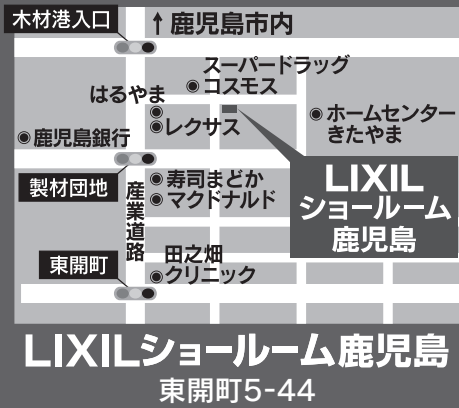 木材港入口
↑鹿児島市内
スーパードラッグ
コスモス
はるやま
レクサス
ホームセンター
きたやま
鹿児島銀行
LIXIL
ショールーム
鹿児島
製材団地
産業道路
寿司まどか
マクドナルド
東開町
田之畑
クリニック
LIXILショールーム鹿児島
東開町5-44